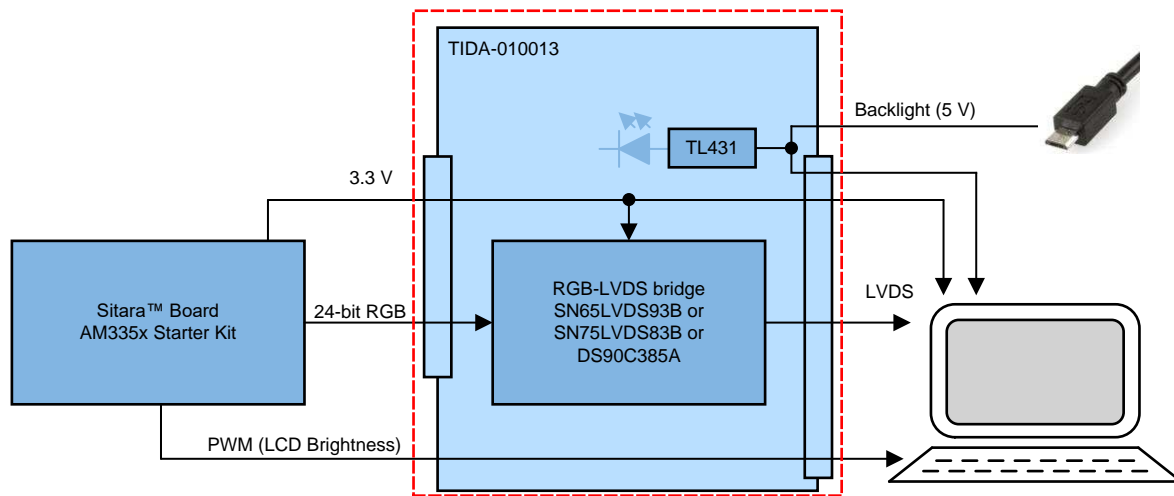 TIDA-010013
Backlight (5 V)
TL431
3.3 V
Sitara™ Board
AM335x Starter Kit
24-bit RGB
RGB-LVDS bridge
SN65LVDS93B or
SN75LVDS83B or
DS90C385A
LVDS
PWM (LCD Brightness)